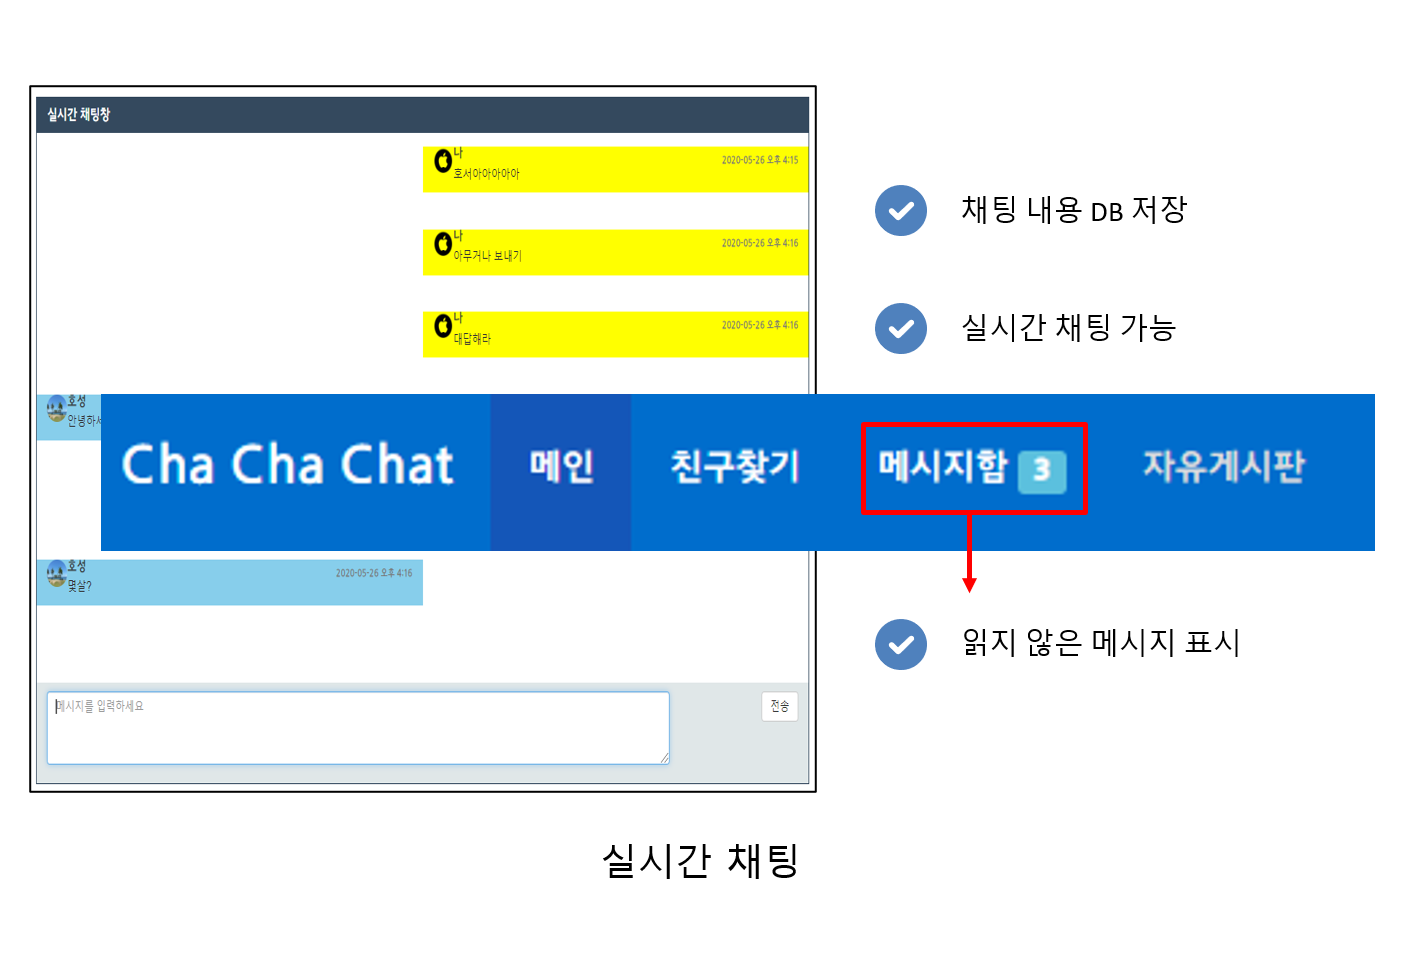 실시간 채팅창
나
2020-05-26 오후 4:15
호서아아아아아
나
2020-05-26 오후 4:16
아무거나 보내기
나
2020-05-26 오후 4:16
대답해라
호성
안녕하
Cha Cha Chat 메인 친구찾기 메시지함 3 자유게시판
호성
2020-05-26 오후 4:16
몇살?
메시지를 입력하세요
전송
채팅 내용 DB 저장
실시간 채팅 가능
읽지 않은 메시지 표시
실시간 채팅